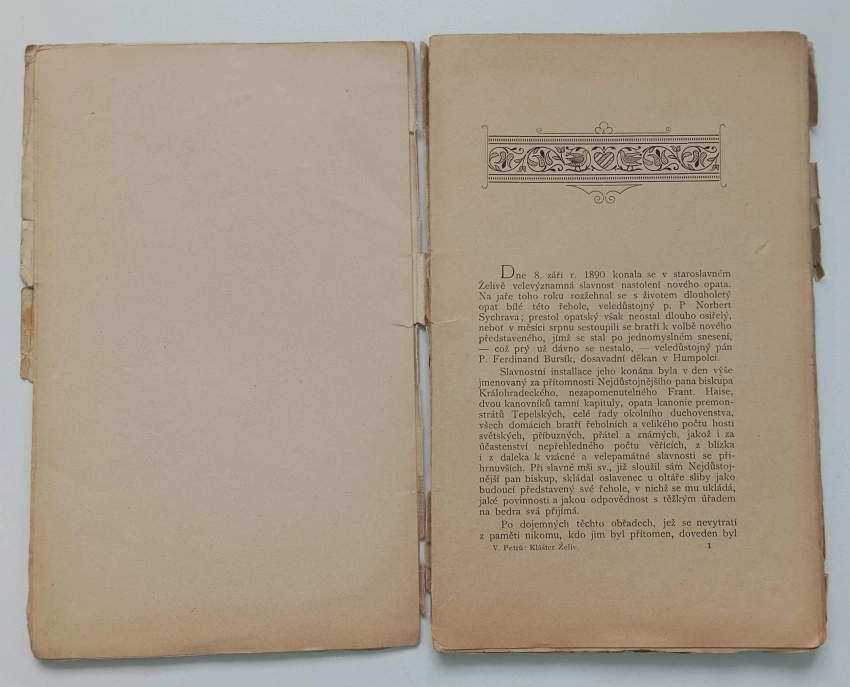 Dne 8. září r. 1890 konala se v staroslavném
Želivě velevýznamná slavnost nastolení nového opata.
Na jaře toho roku rozžehnal se s životem dlouholetý
opat bílé této řehole, veledůstojný p. P Norbert
Sychrava; prestol opatský však neostal dlouho osiřelý,
neboť v měsíci srpnu sestoupili se bratří k volbě nového
představeného, jímž se stal po jednomyslném snesení,
— což prý už dávno se nestalo, — veledůstojný pán
P. Ferdinand Bursík, dosavadní děkan v Humpolci.
Slavnostní installace jeho konána byla v den výše
jmenovaný za přítomnosti Nejdůstojnějšího pana biskupa
Královhradeckého, nezapomenutelného Frant. Haise,
dvou kanovníků tamní kapituly, opata kanonie premon-
strátů Tepelských, celé řady okolního duchovenstva,
všech domácích bratří řeholních a velikého počtu hostí
světských, příbuzných, přátel a známých, jakož i za
účastenství nepřehledného počtu věřících, z blízka
i z daleka k vzácné a velepamátné slavnosti se při-
hrnuvších. Při slavné mši sv., již sloužil sám Nejdůstoj-
nější pan biskup, skládal oslavenec u oltáře sliby jako
budoucí představený své řehole, v nichž se mu ukládá,
jaké povinnosti a jakou odpovědnost s těžkým úřadem
na bedra svá přijímá.
Po dojemných těchto obřadech, jež se nevytratí
z paměti nikomu, kdo jim byl přítomen, doveden byl
V. Petrů: Klášter Želiv. 1